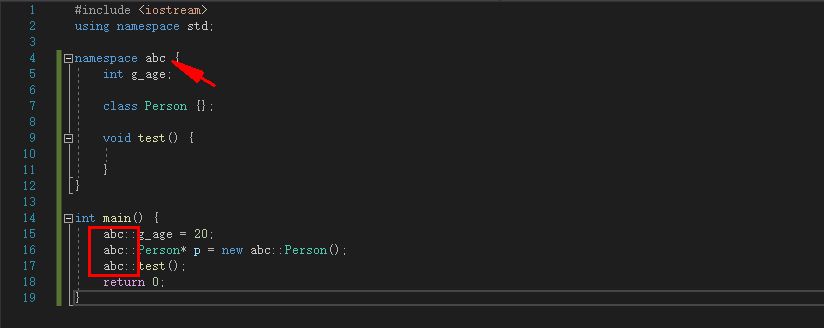 1 #include <iostream>
2 using namespace std;
3
4 namespace abc {
5 int g_age;
6
7 class Person {};
8
9 void test() {
10
11 }
12 }
13
14 int main() {
15 abc::g_age = 20;
16 abc::Person* p = new abc::Person();
17 abc::test();
18 return 0;
19 }